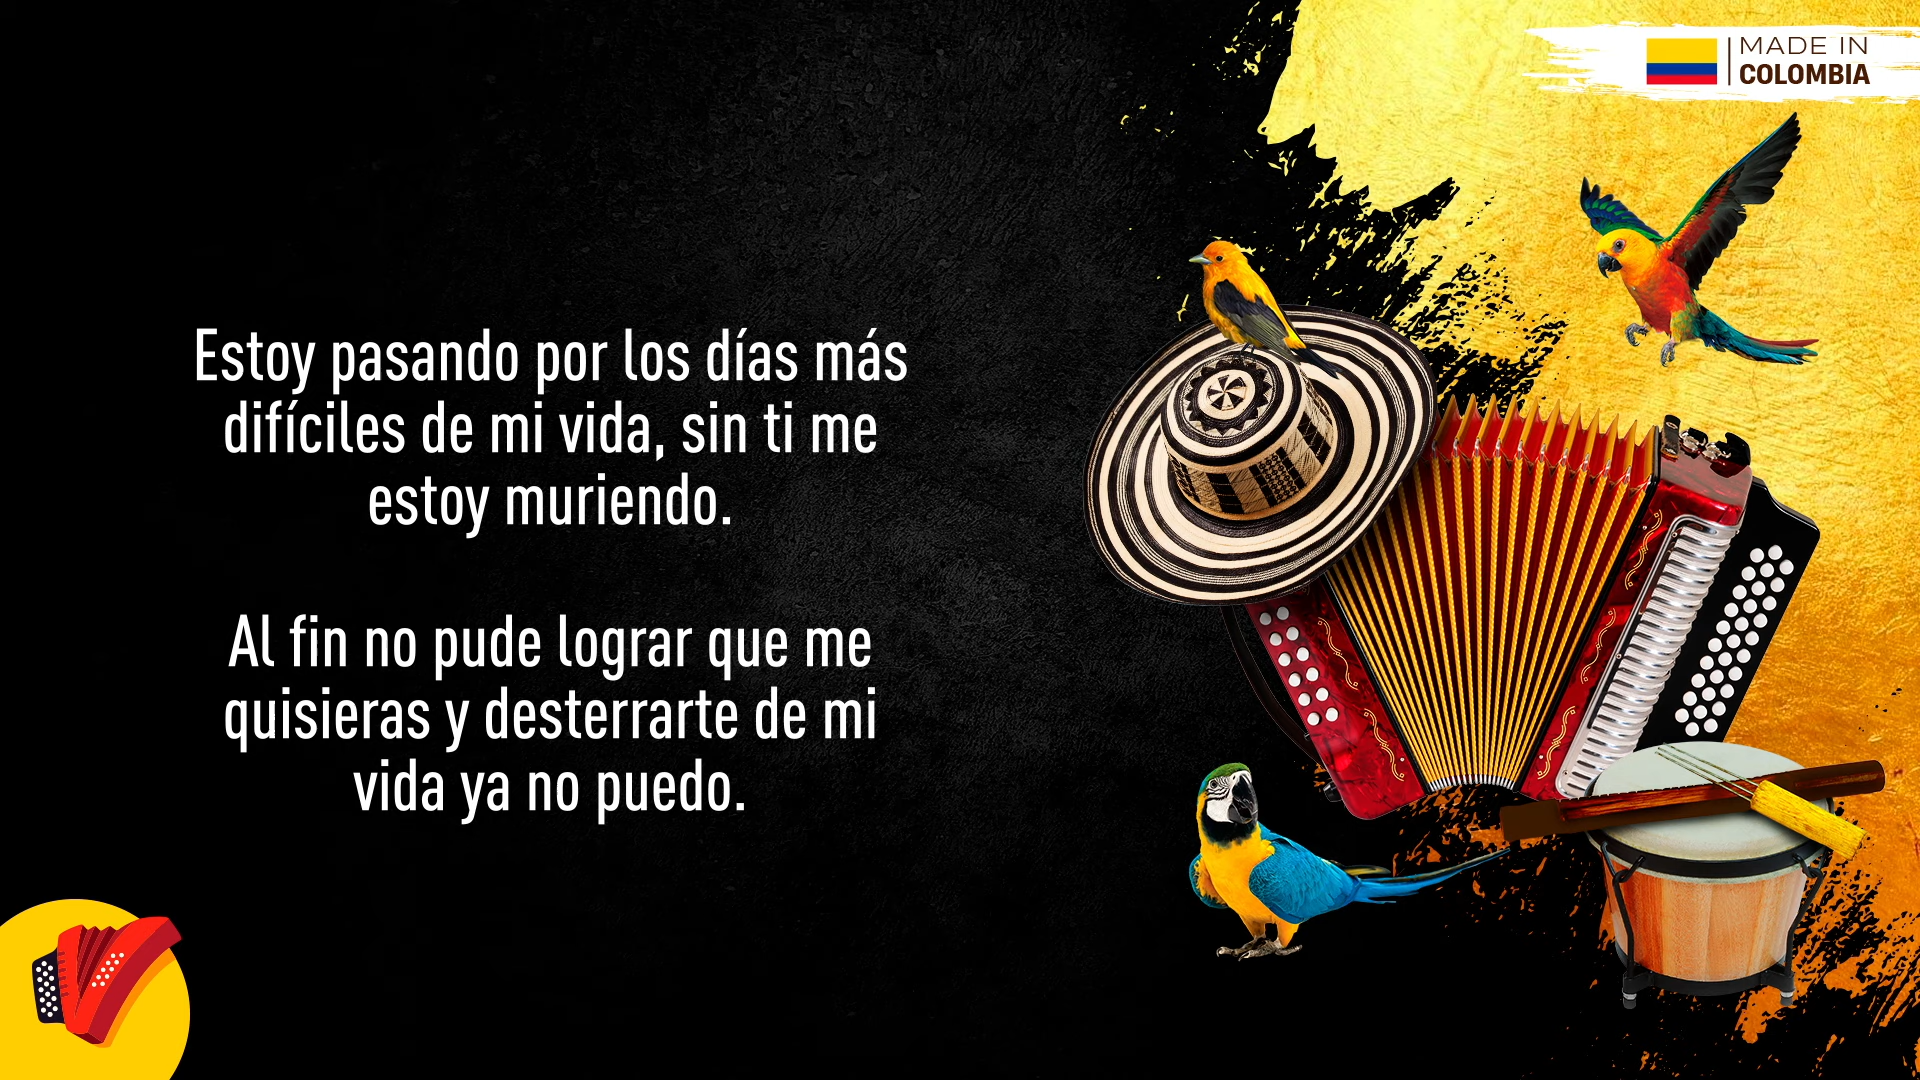 MADE IN
COLOMBIA
Estoy pasando por los días más
difíciles de mi vida, sin ti me
estoy muriendo.
Al fin no pude lograr que me
quisieras y desterrarte de mi
vida ya no puedo.